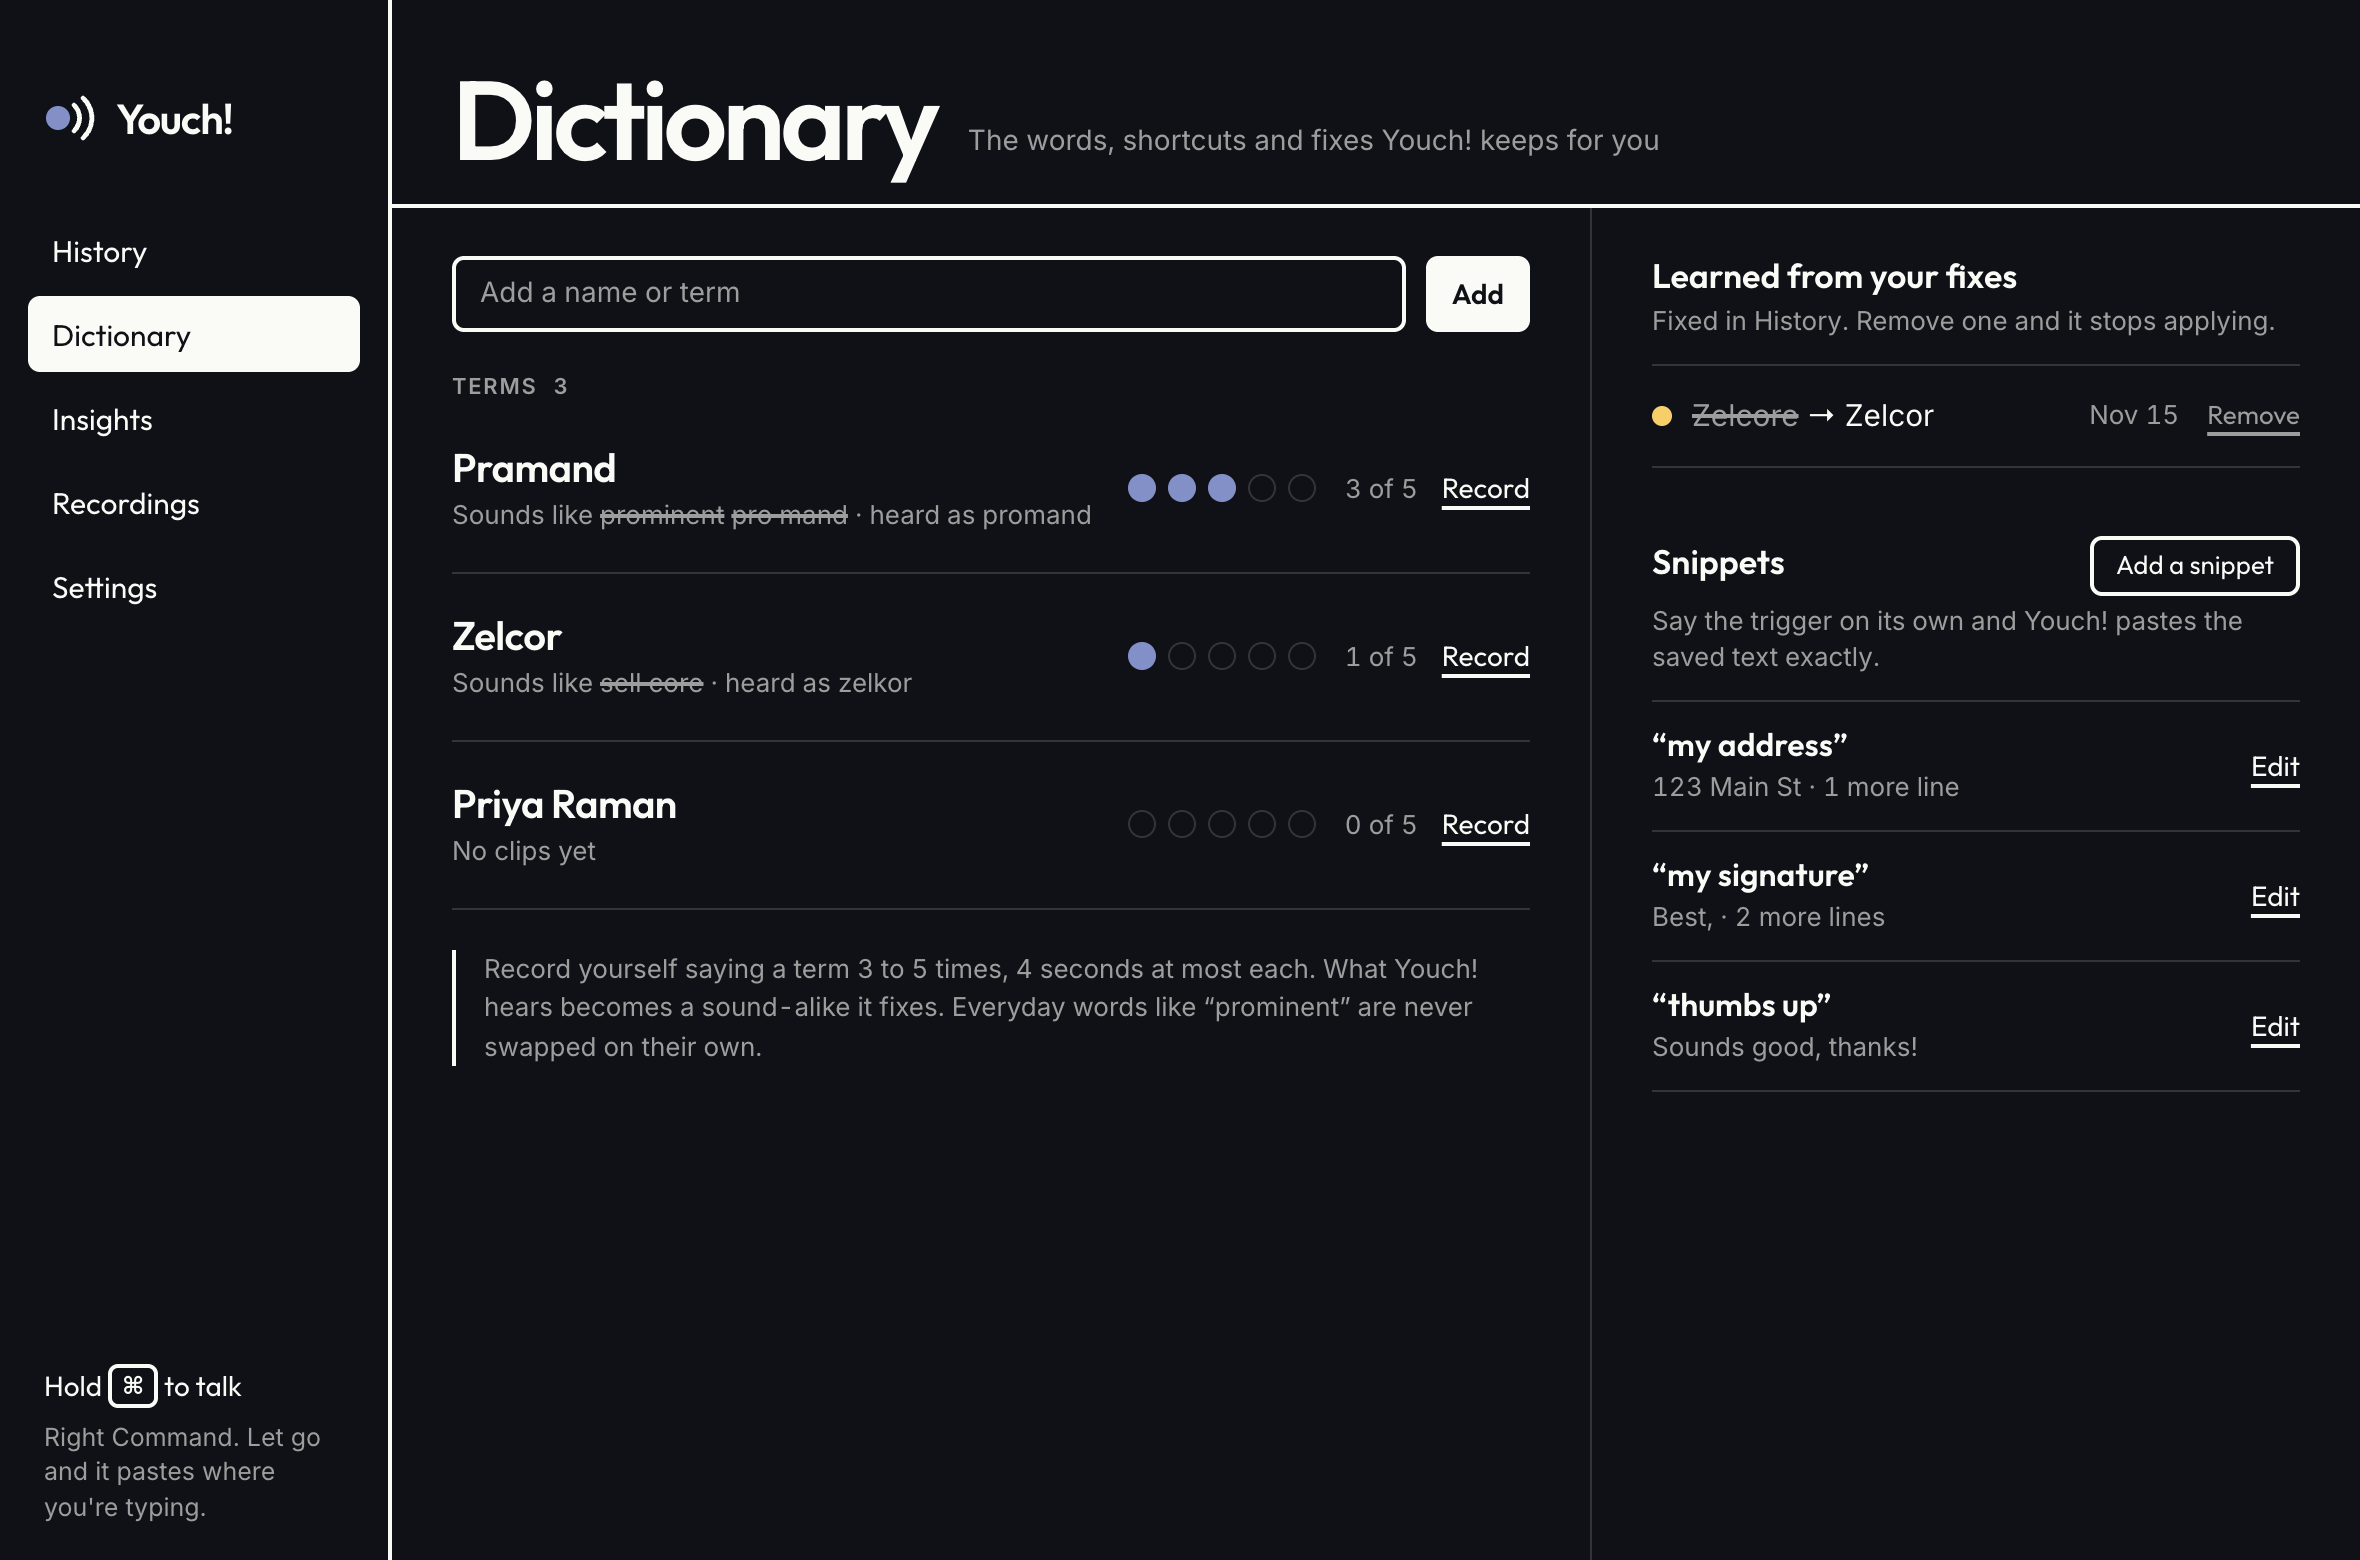 Youch!
History
Dictionary
Insights
Recordings
Settings
Hold ⌘ to talk
Right Command. Let go
and it pastes where
you're typing.
Dictionary
The words, shortcuts and fixes Youch! keeps for you
Add a name or term
Add
TERMS 3
Pramand
Sounds like prominent pro mand · heard as promand
3 of 5
Record
Zelcor
Sounds like sell core · heard as zelkor
1 of 5
Record
Priya Raman
No clips yet
0 of 5
Record
Record yourself saying a term 3 to 5 times, 4 seconds at most each. What Youch!
hears becomes a sound-alike it fixes. Everyday words like “prominent” are never
swapped on their own.
Learned from your fixes
Fixed in History. Remove one and it stops applying.
Zelcore → Zelcor
Nov 15
Remove
Snippets
Add a snippet
Say the trigger on its own and Youch! pastes the
saved text exactly.
“my address”
123 Main St · 1 more line
Edit
“my signature”
Best, · 2 more lines
Edit
“thumbs up”
Sounds good, thanks!
Edit